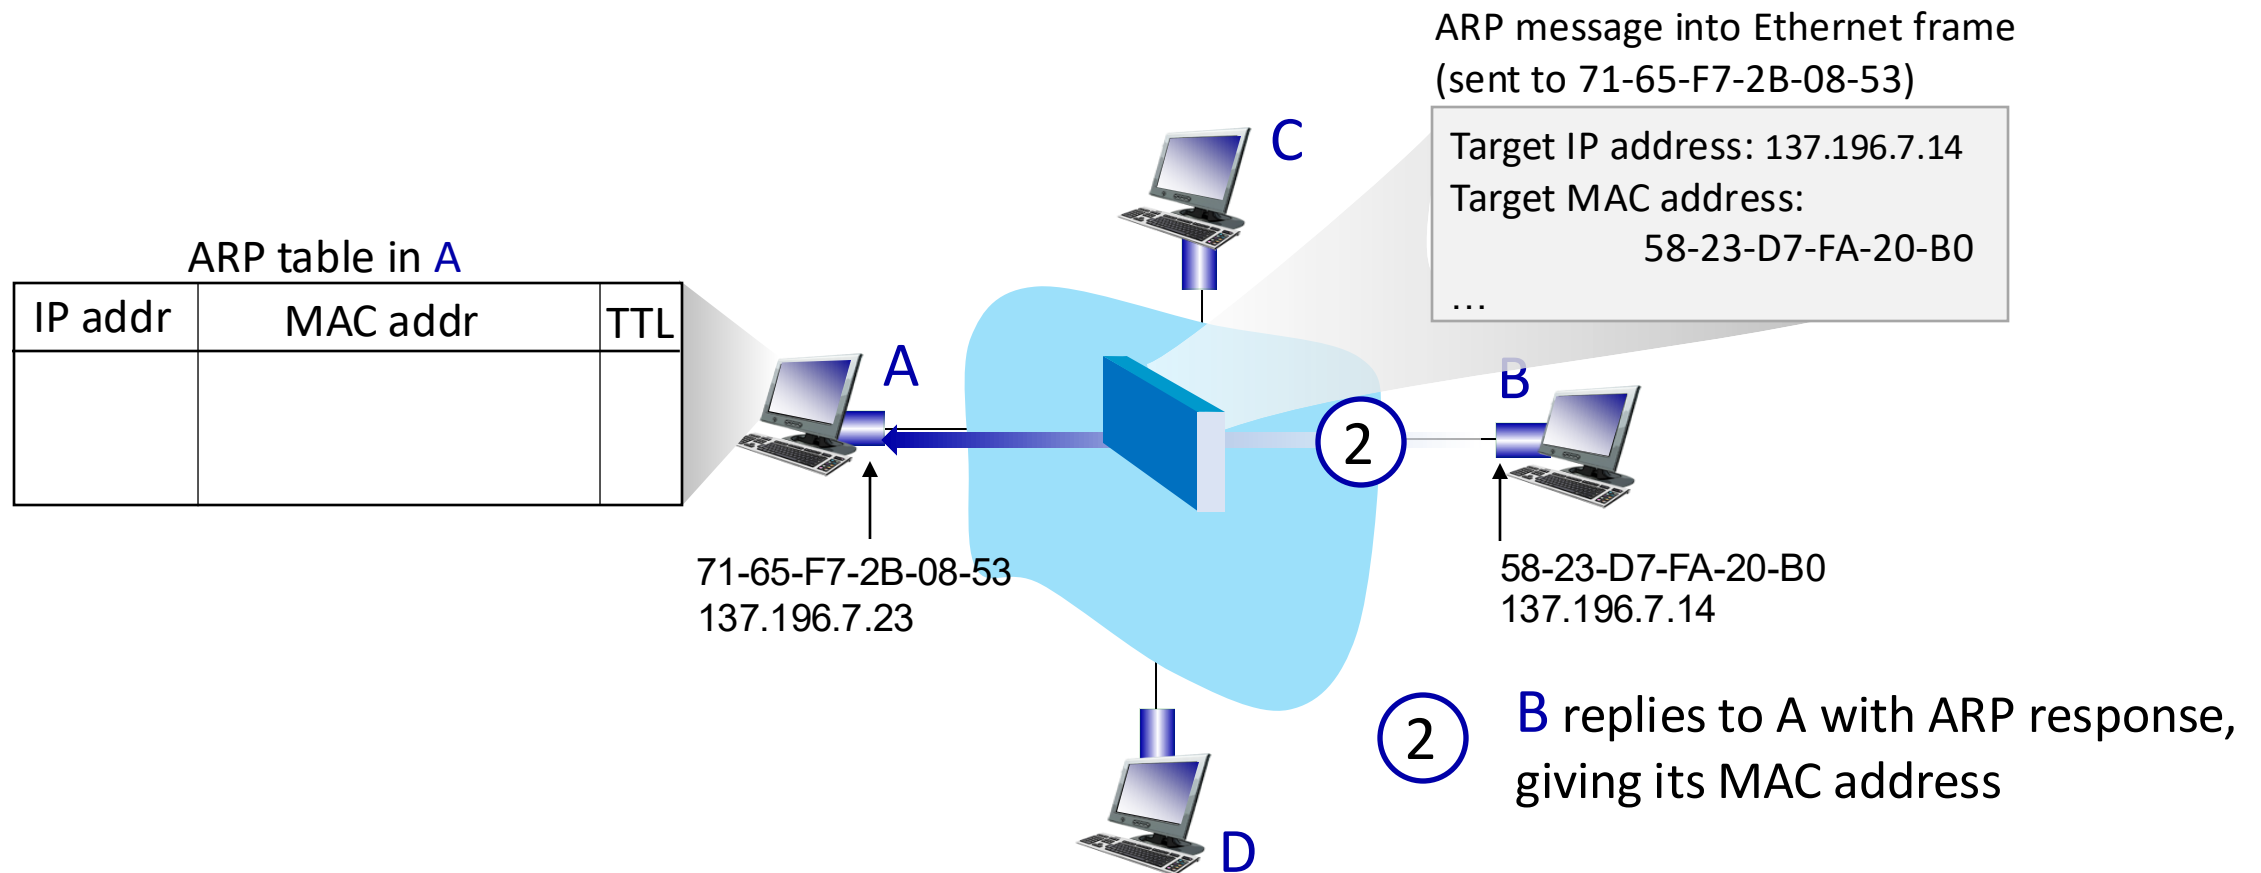 ARP message into Ethernet frame
(sent to 71-65-F7-2B-08-53)
Target IP address: 137.196.7.14
Target MAC address:
58-23-D7-FA-20-B0
…
C
ARP table in A
IP addr MAC addr TTL
A
B
2
71-65-F7-2B-08-53
137.196.7.23
58-23-D7-FA-20-B0
137.196.7.14
2
B replies to A with ARP response,
giving its MAC address
D